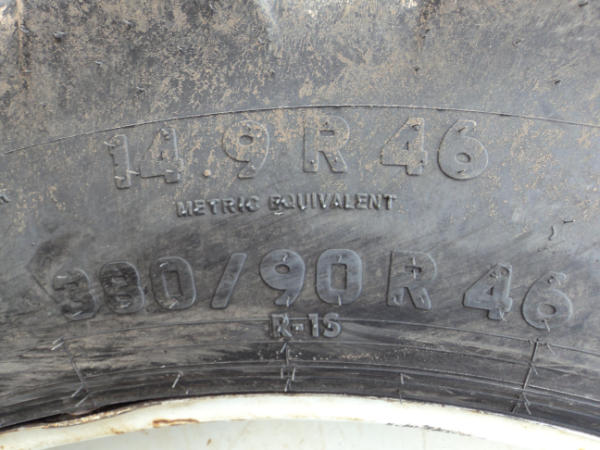 14.9 R 46
METRIC EQUIVALENT
380/90 R 46
R-1S